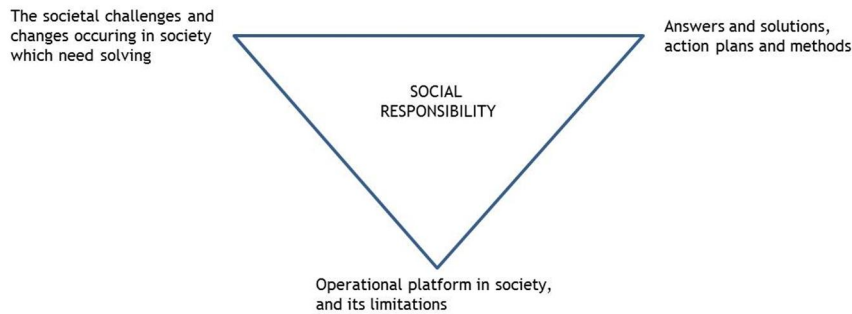 The societal challenges and
changes occuring in society
which need solving
Answers and solutions,
action plans and methods
SOCIAL
RESPONSIBILITY
Operational platform in society,
and its limitations